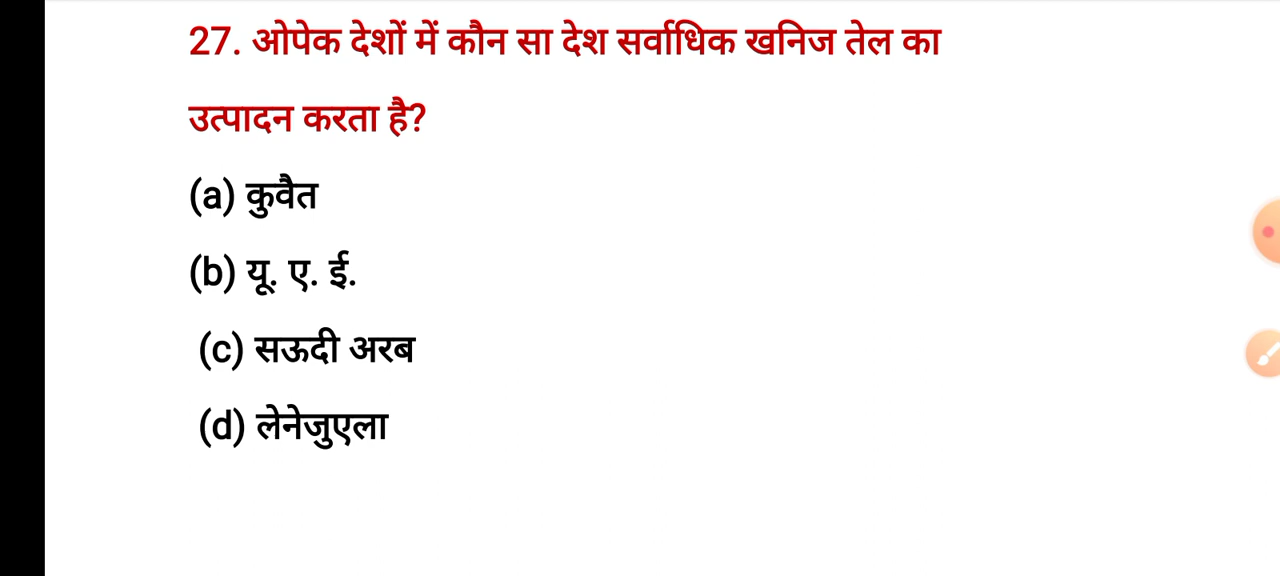 27. ओपेक देशों में कौन सा देश सर्वाधिक खनिज तेल का
उत्पादन करता है?
(a) कुवैत
(b) यू. ए. ई.
(c) सऊदी अरब
(d) लेनेजुएला